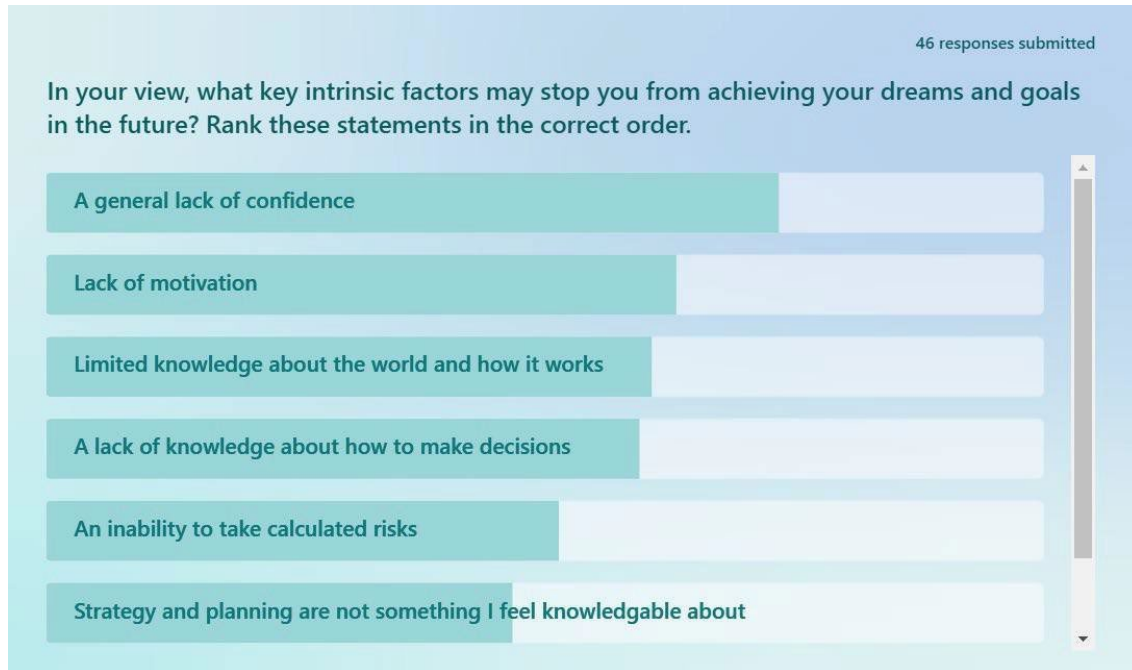 46 responses submitted
In your view, what key intrinsic factors may stop you from achieving your dreams and goals
in the future? Rank these statements in the correct order.
A general lack of confidence
Lack of motivation
Limited knowledge about the world and how it works
A lack of knowledge about how to make decisions
An inability to take calculated risks
Strategy and planning are not something I feel knowledgable about